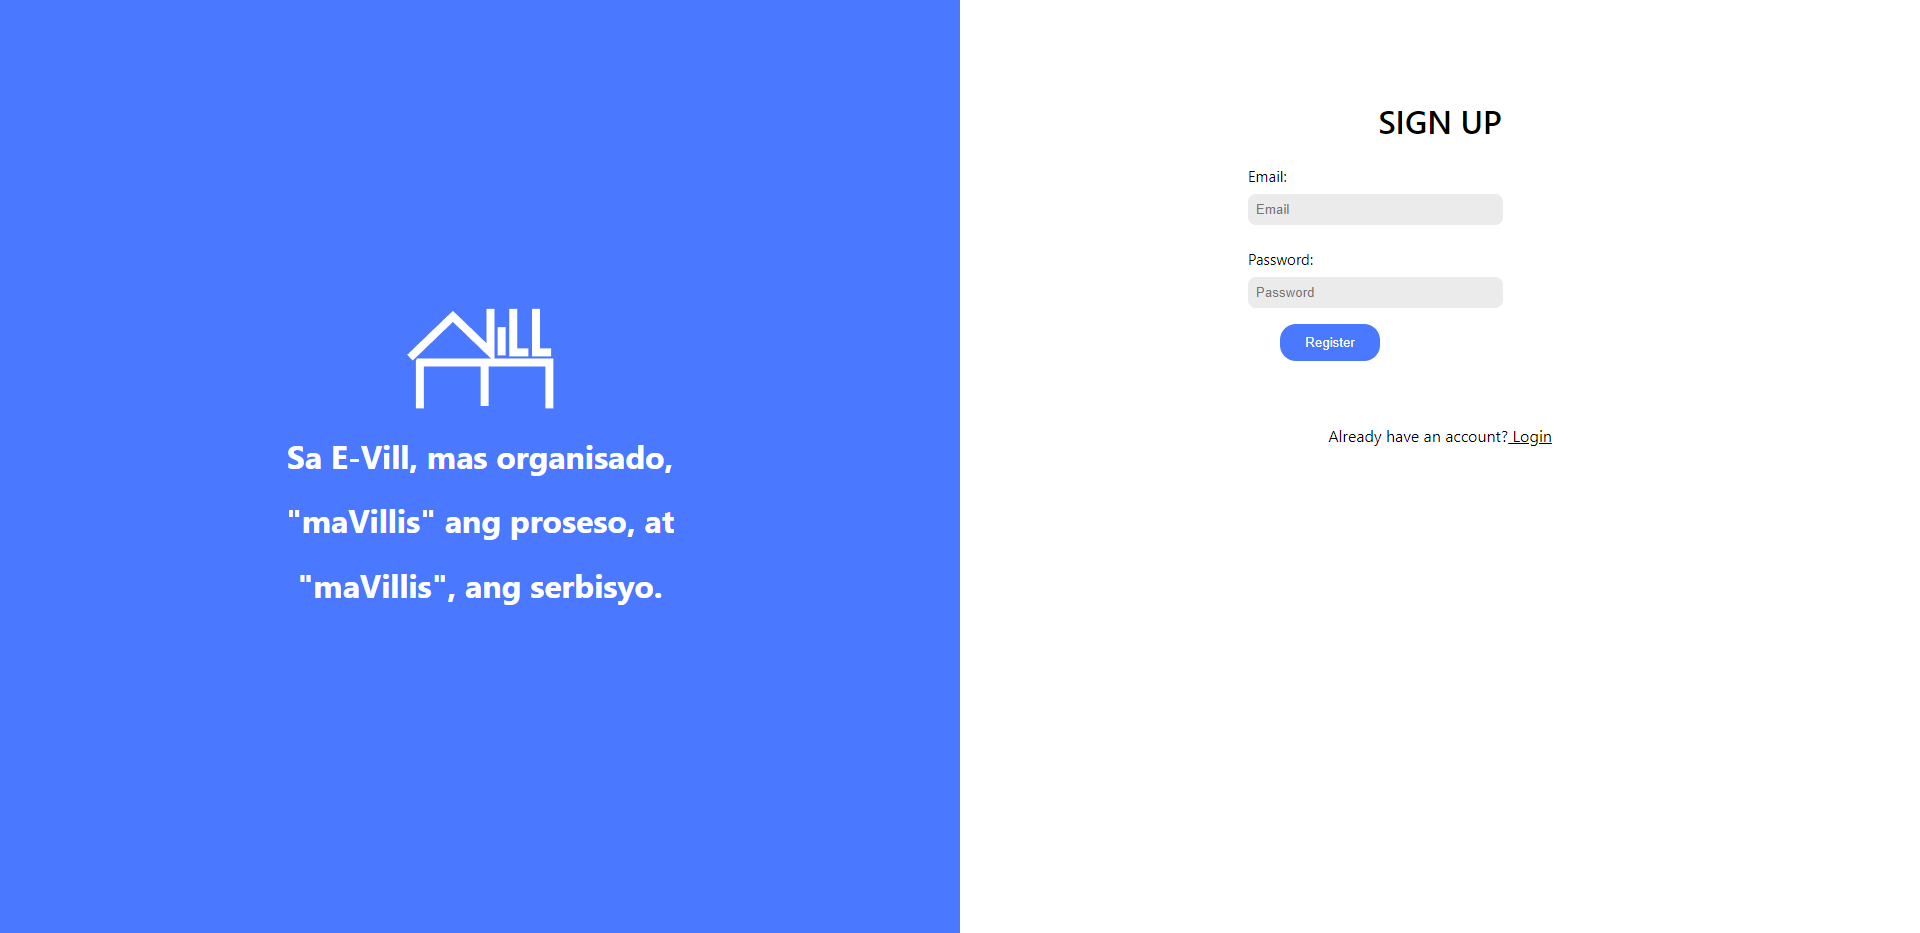 VILL
Sa E-Vill, mas organisado,
"maVillis" ang proseso, at
"maVillis", ang serbisyo.
SIGN UP
Email:
Email
Password:
Password
Register
Already have an account? Login